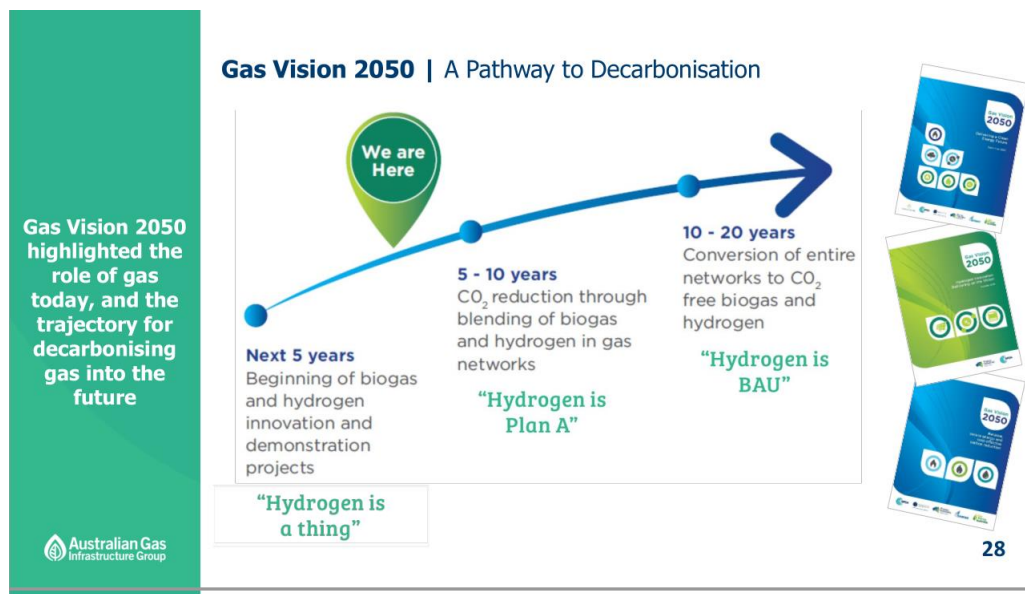 Gas Vision 2050 | A Pathway to Decarbonisation
Gas Vision 2050
highlighted the
role of gas
today, and the
trajectory for
decarbonising
gas into the
future
We are
Here
Next 5 years
Beginning of biogas
and hydrogen
innovation and
demonstration
projects
“Hydrogen is
a thing”
5 - 10 years
CO2 reduction through
blending of biogas
and hydrogen in gas
networks
“Hydrogen is
Plan A”
10 - 20 years
Conversion of entire
networks to CO2
free biogas and
hydrogen
“Hydrogen is
BAU”
Gas Vision
2050
Gas Vision
2050
Gas Vision
2050
Australian Gas
Infrastructure Group
28